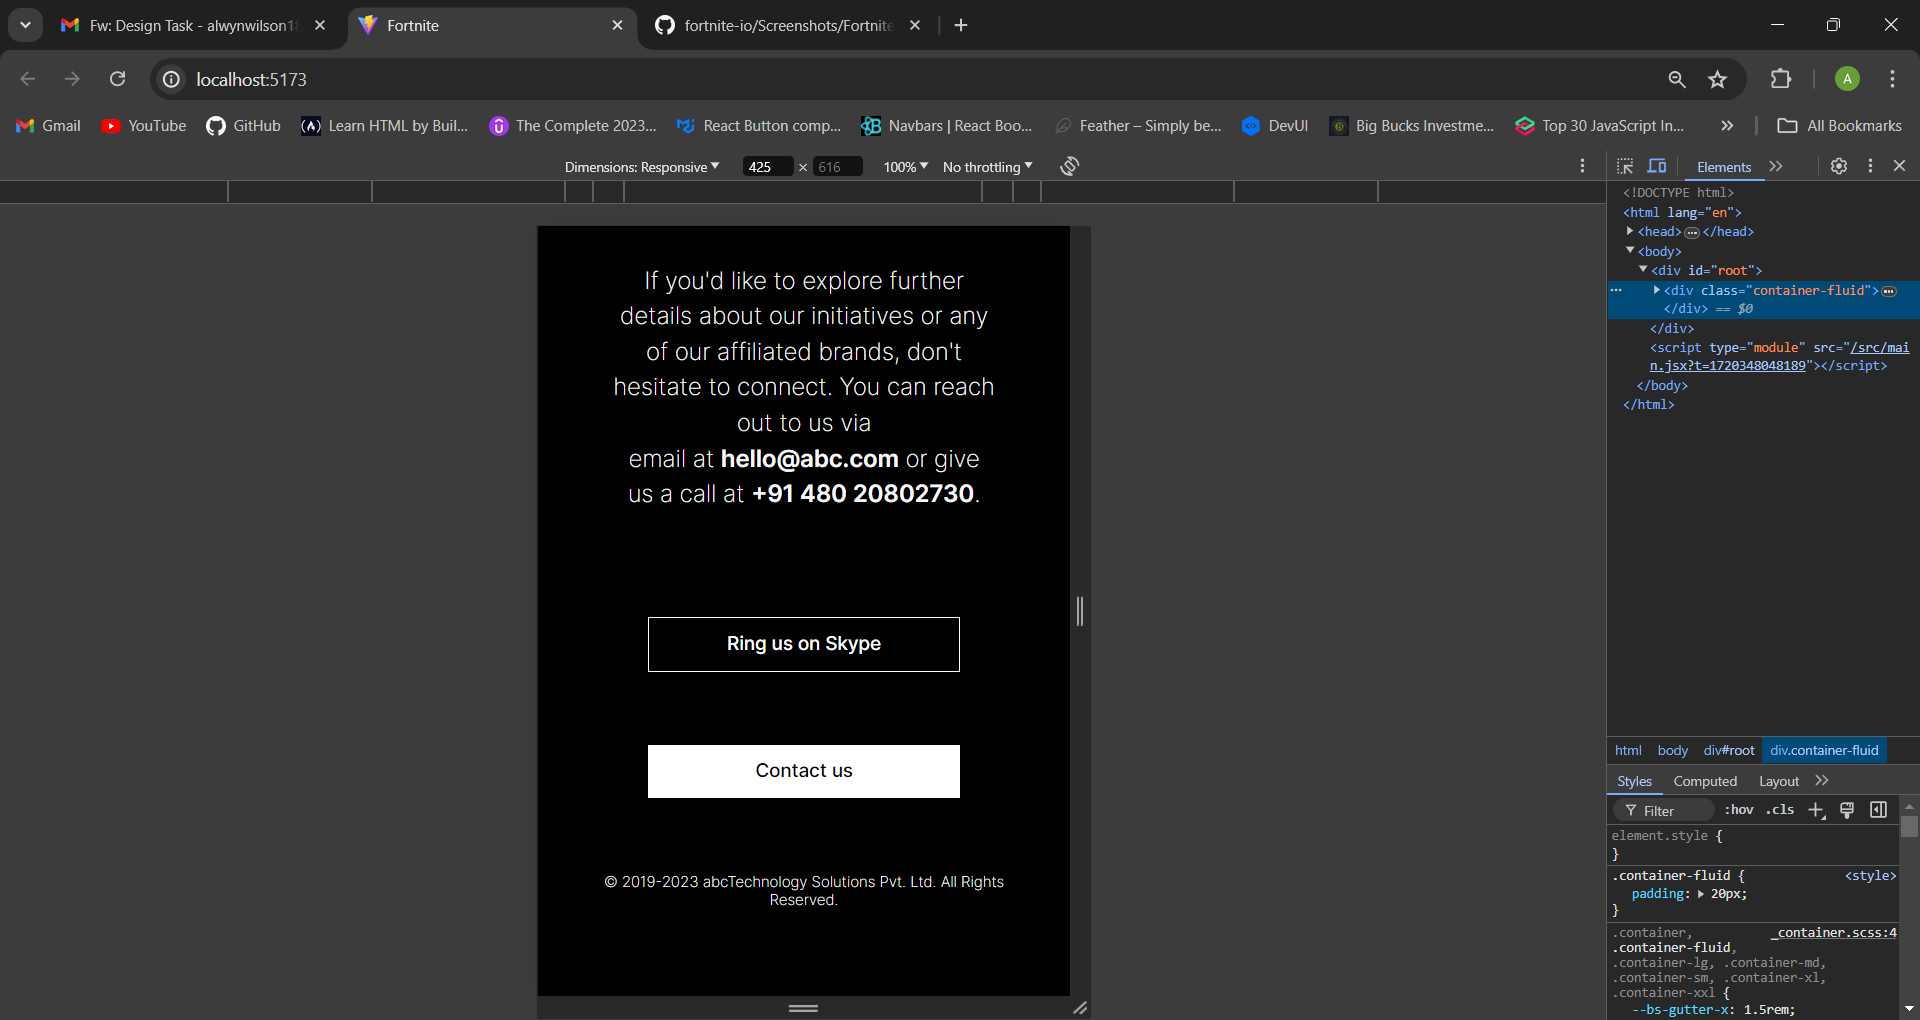 Fw: Design Task - alwynwilson18
Fortnite
fortnite-io/Screenshots/Fortnite
localhost:5173
A
Gmail
YouTube
GitHub
Learn HTML by Buil...
The Complete 2023...
React Button comp...
Navbars | React Boo...
Feather – Simply be...
DevUI
Big Bucks Investme...
Top 30 JavaScript In...
All Bookmarks
Dimensions: Responsive
425 × 616
100%
No throttling
Elements
<!DOCTYPE html>
<html lang="en">
<head> … </head>
<body>
<div id="root">
<div class="container-fluid"> …
</div> == $0
</div>
<script type="module" src="/src/mai
n.jsx?t=1720348048189"></script>
</body>
</html>
If you'd like to explore further
details about our initiatives or any
of our affiliated brands, don't
hesitate to connect. You can reach
out to us via
email at hello@abc.com or give
us a call at +91 480 20802730.
Ring us on Skype
Contact us
© 2019-2023 abcTechnology Solutions Pvt. Ltd. All Rights
Reserved.
html body div#root div.container-fluid
Styles Computed Layout
Filter :hov .cls
element.style {
}
.container-fluid { <style>
padding: 20px;
}
.container, _container.scss:4
.container-fluid,
.container-lg, .container-md,
.container-sm, .container-xl,
.container-xxl {
--bs-gutter-x: 1.5rem;